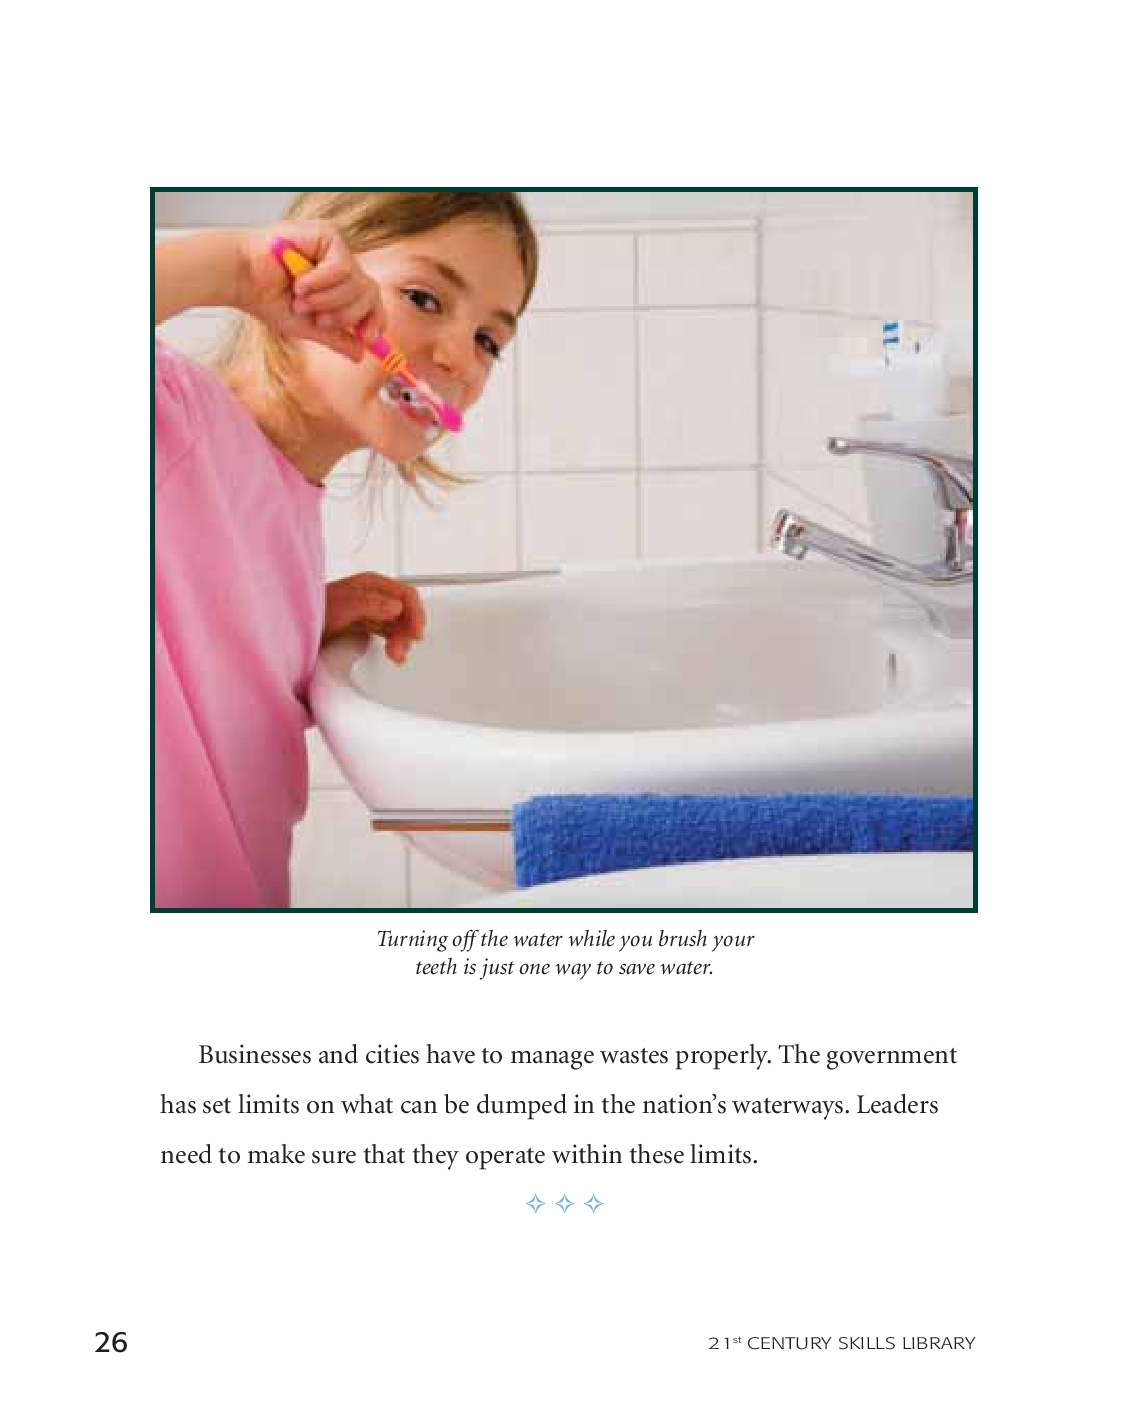 Turning off the water while you brush your
teeth is just one way to save water.
Businesses and cities have to manage wastes properly. The government
has set limits on what can be dumped in the nation’s waterways. Leaders
need to make sure that they operate within these limits.
26
21st CENTURY SKILLS LIBRARY